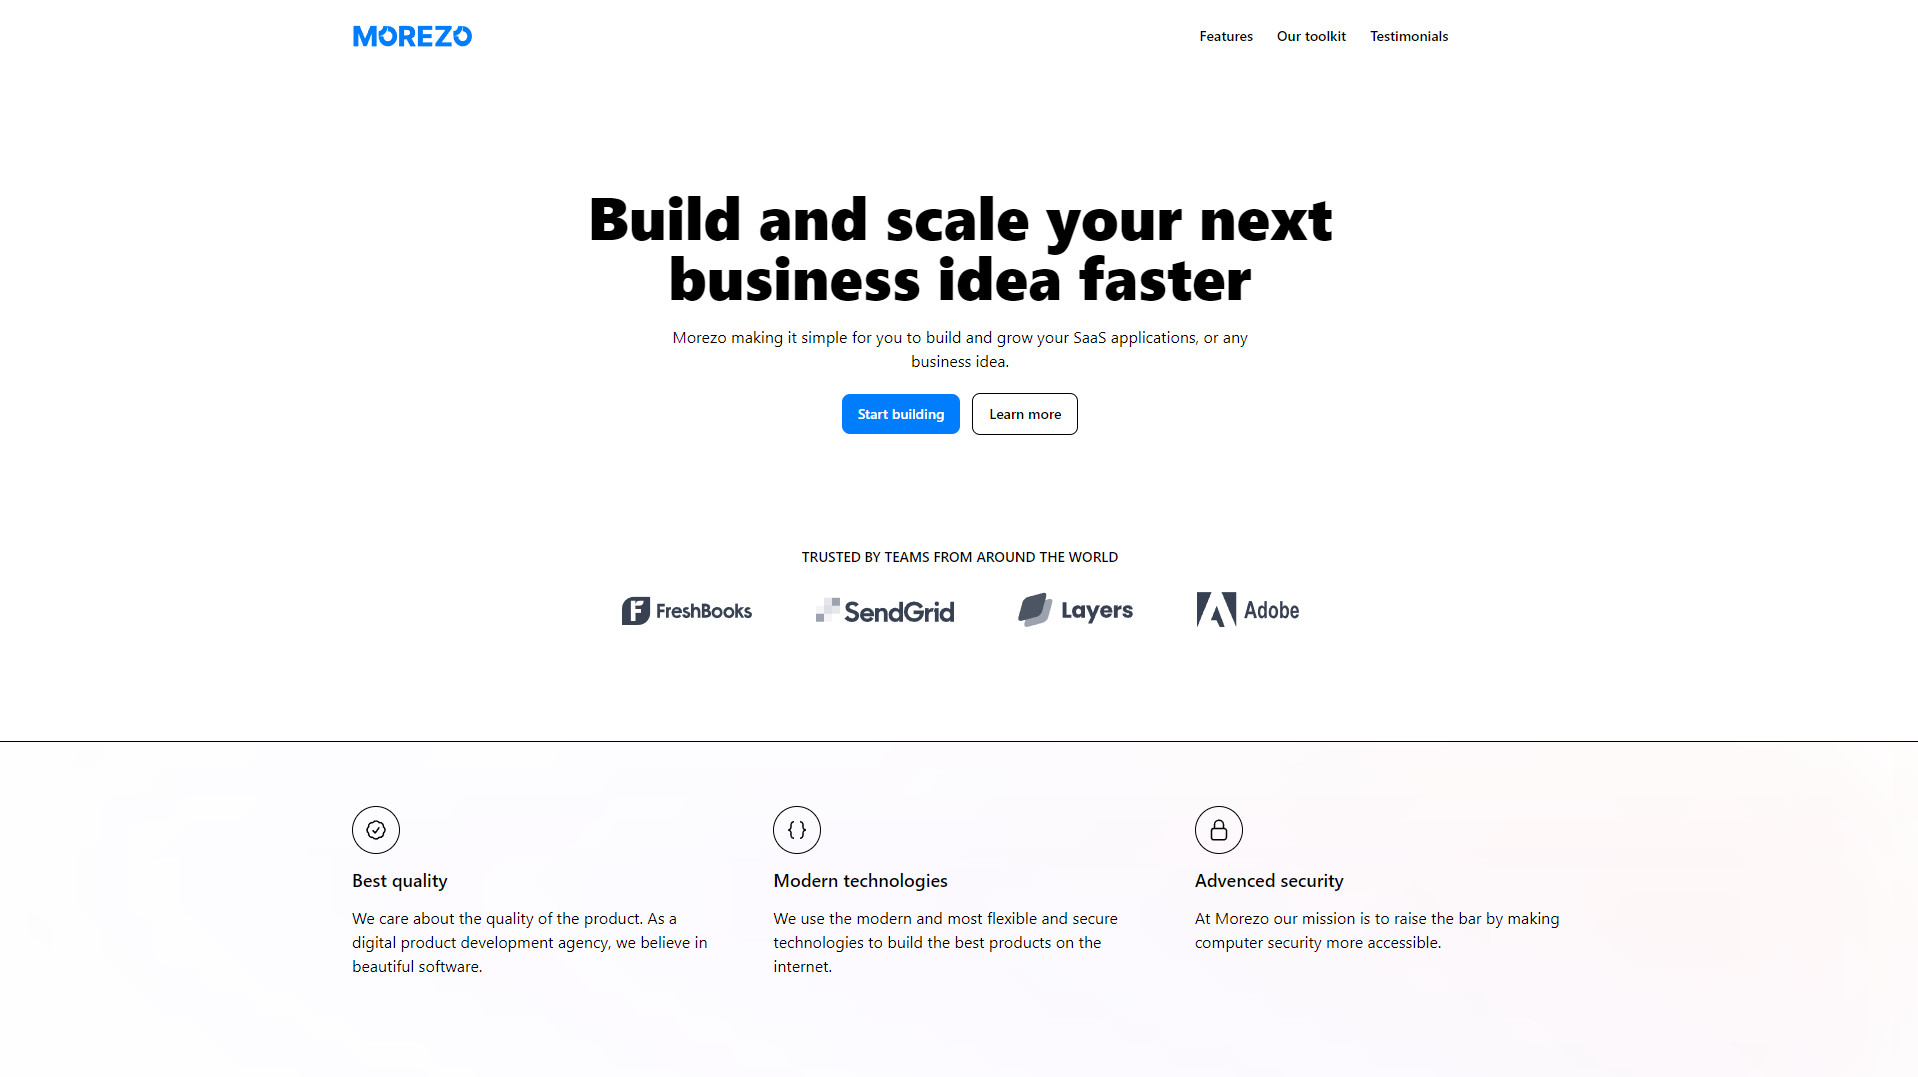 MOREZO
Features Our toolkit Testimonials
Build and scale your next
business idea faster
Morezo making it simple for you to build and grow your SaaS applications, or any
business idea.
Start building Learn more
TRUSTED BY TEAMS FROM AROUND THE WORLD
FreshBooks SendGrid Layers Adobe
Best quality
We care about the quality of the product. As a
digital product development agency, we believe in
beautiful software.
Modern technologies
We use the modern and most flexible and secure
technologies to build the best products on the
internet.
Advenced security
At Morezo our mission is to raise the bar by making
computer security more accessible.